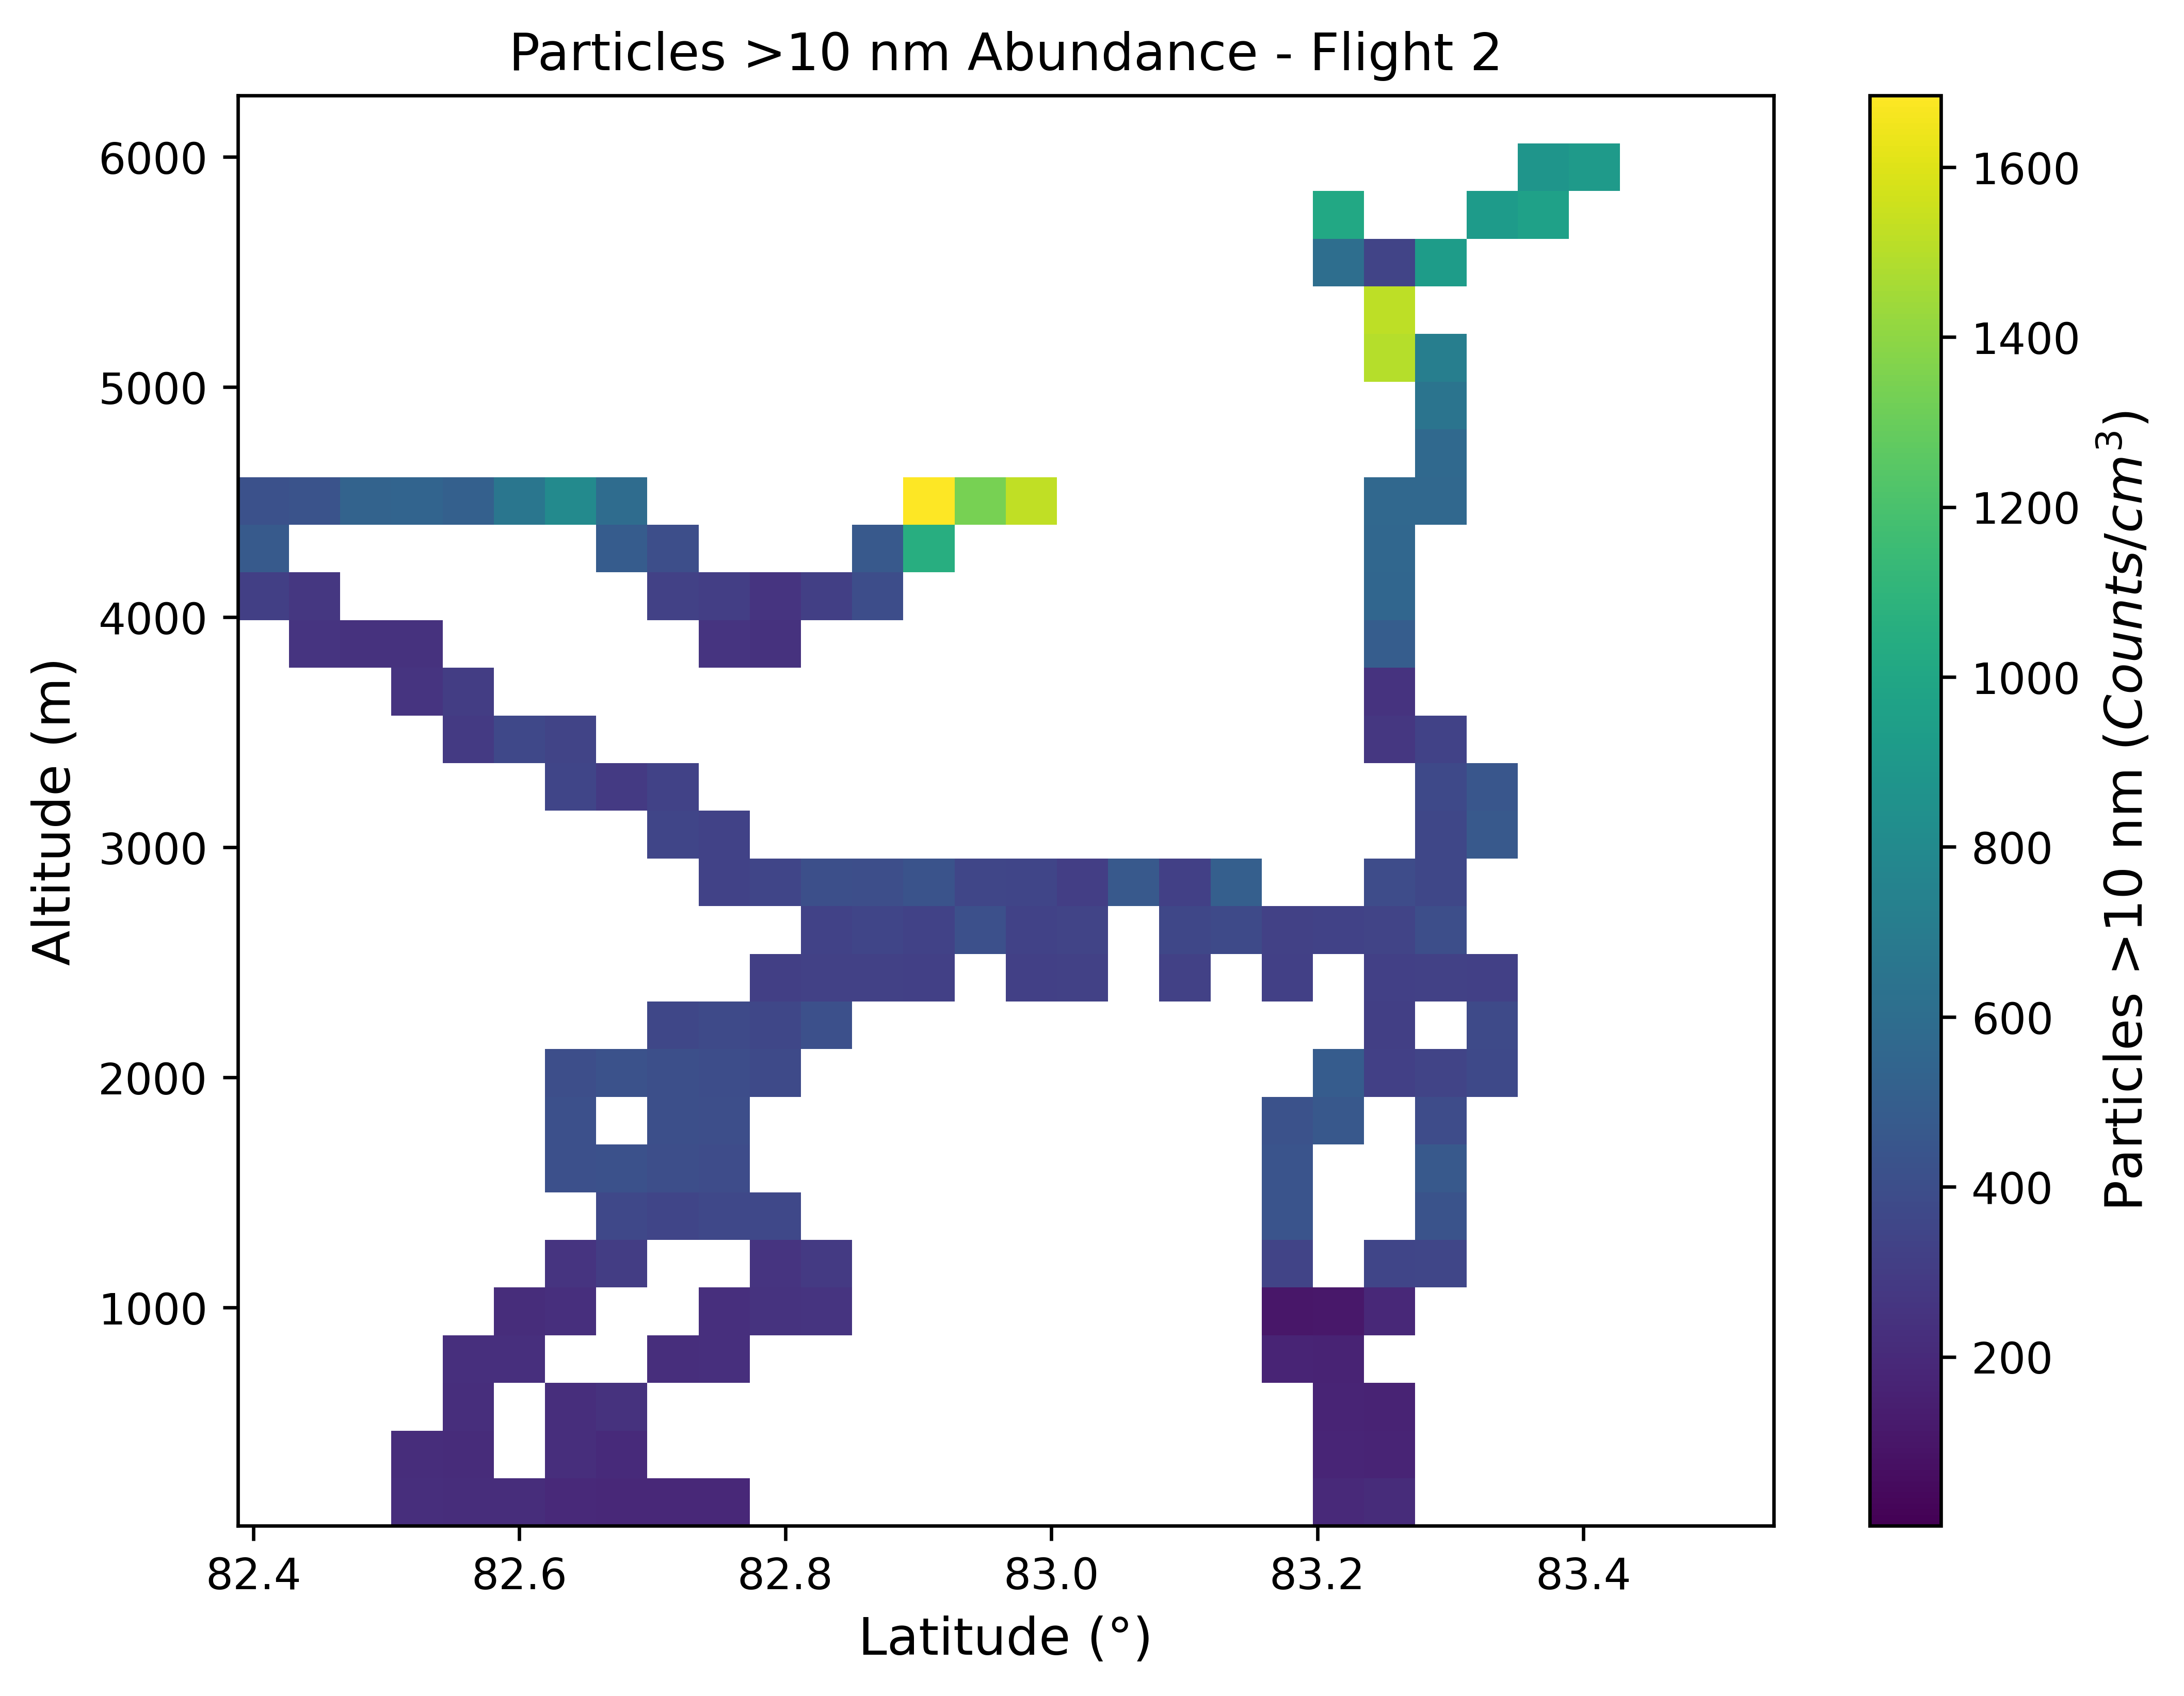 Particles >10 nm Abundance - Flight 2
6000
5000
4000
3000
2000
1000
Altitude (m)
82.4 82.6 82.8 83.0 83.2 83.4
Latitude (°)
1600
1400
1200
1000
800
600
400
200
Particles >10 nm (Counts/cm³)